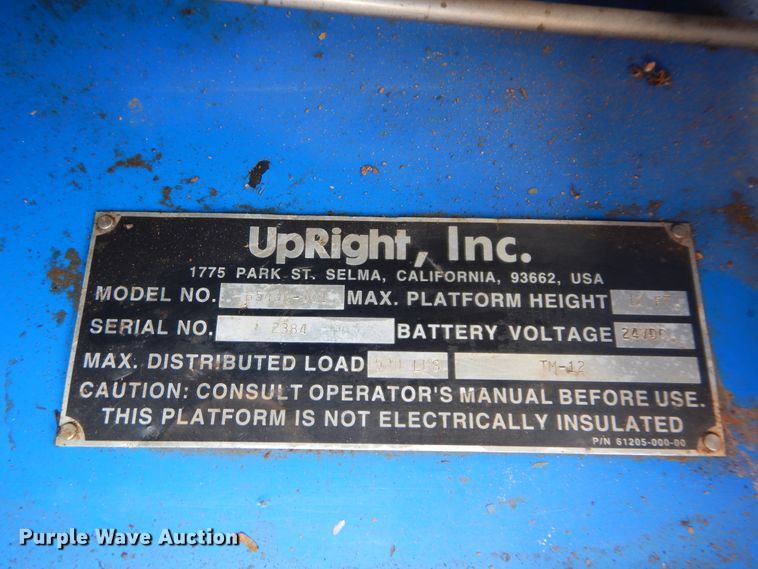 UpRight, Inc.
1775 PARK ST. SELMA, CALIFORNIA, 93662, USA
MODEL NO. MAX. PLATFORM HEIGHT
SERIAL NO. 2384 BATTERY VOLTAGE 24VDC
MAX. DISTRIBUTED LOAD TM-12
CAUTION: CONSULT OPERATOR'S MANUAL BEFORE USE.
THIS PLATFORM IS NOT ELECTRICALLY INSULATED
P/N 61205-000-00
Purple Wave Auction